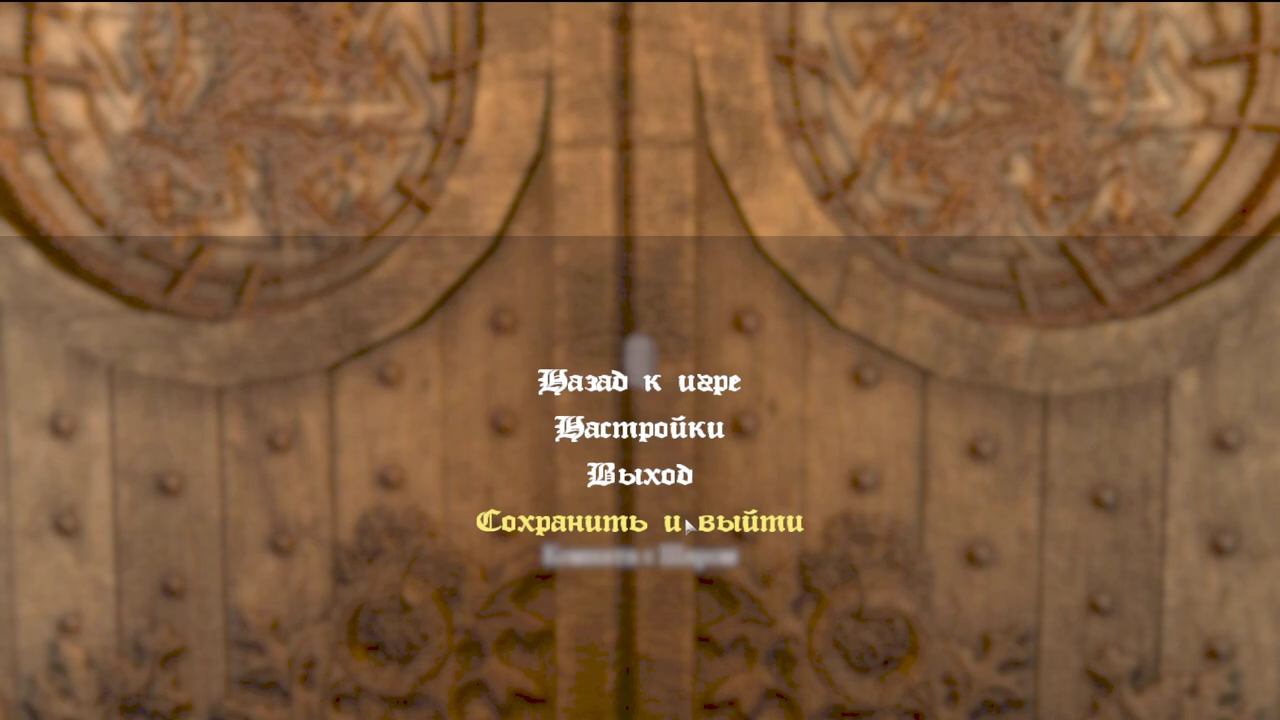 Назад к игре
Настройки
Выход
Сохранить и выйти